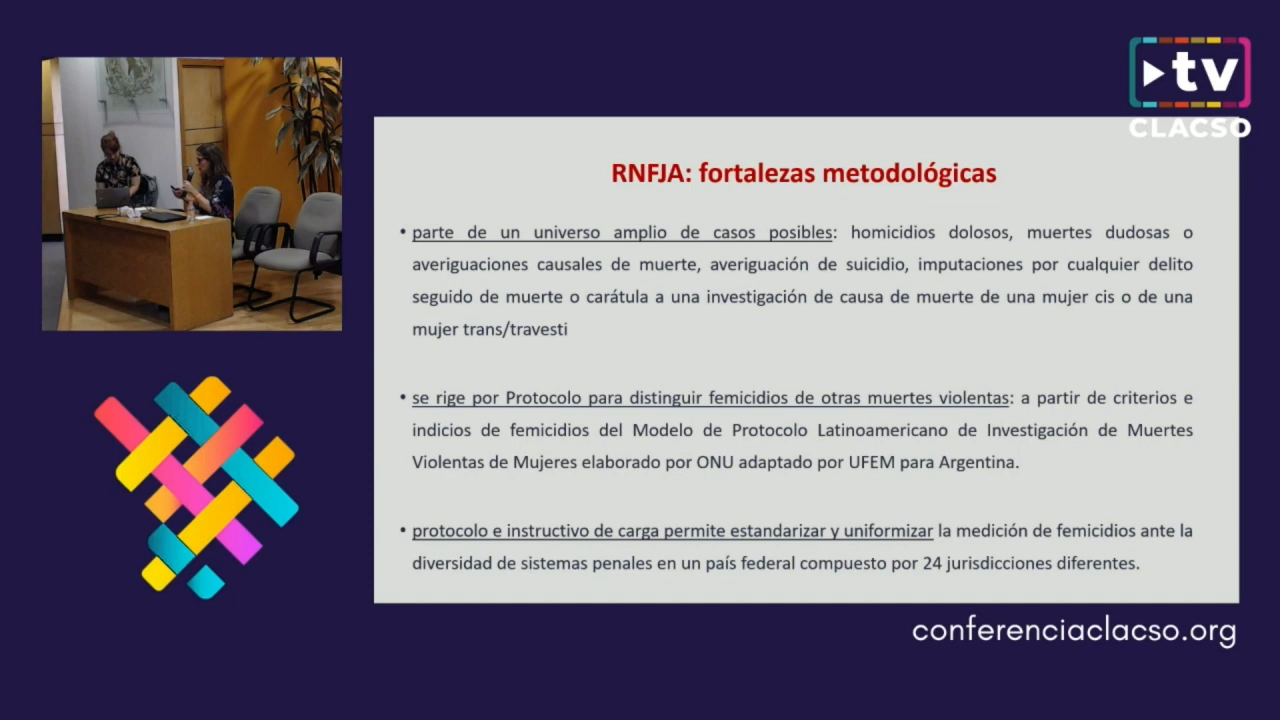 tv
CLACSO
RNFJA: fortalezas metodológicas
• parte de un universo amplio de casos posibles: homicidios dolosos, muertes dudosas o
averiguaciones causales de muerte, averiguación de suicidio, imputaciones por cualquier delito
seguido de muerte o carátula a una investigación de causa de muerte de una mujer cis o de una
mujer trans/travesti
• se rige por Protocolo para distinguir femicidios de otras muertes violentas: a partir de criterios e
indicios de femicidios del Modelo de Protocolo Latinoamericano de Investigación de Muertes
Violentas de Mujeres elaborado por ONU adaptado por UFEM para Argentina.
• protocolo e instructivo de carga permite estandarizar y uniformizar la medición de femicidios ante la
diversidad de sistemas penales en un país federal compuesto por 24 jurisdicciones diferentes.
conferenciaclacso.org